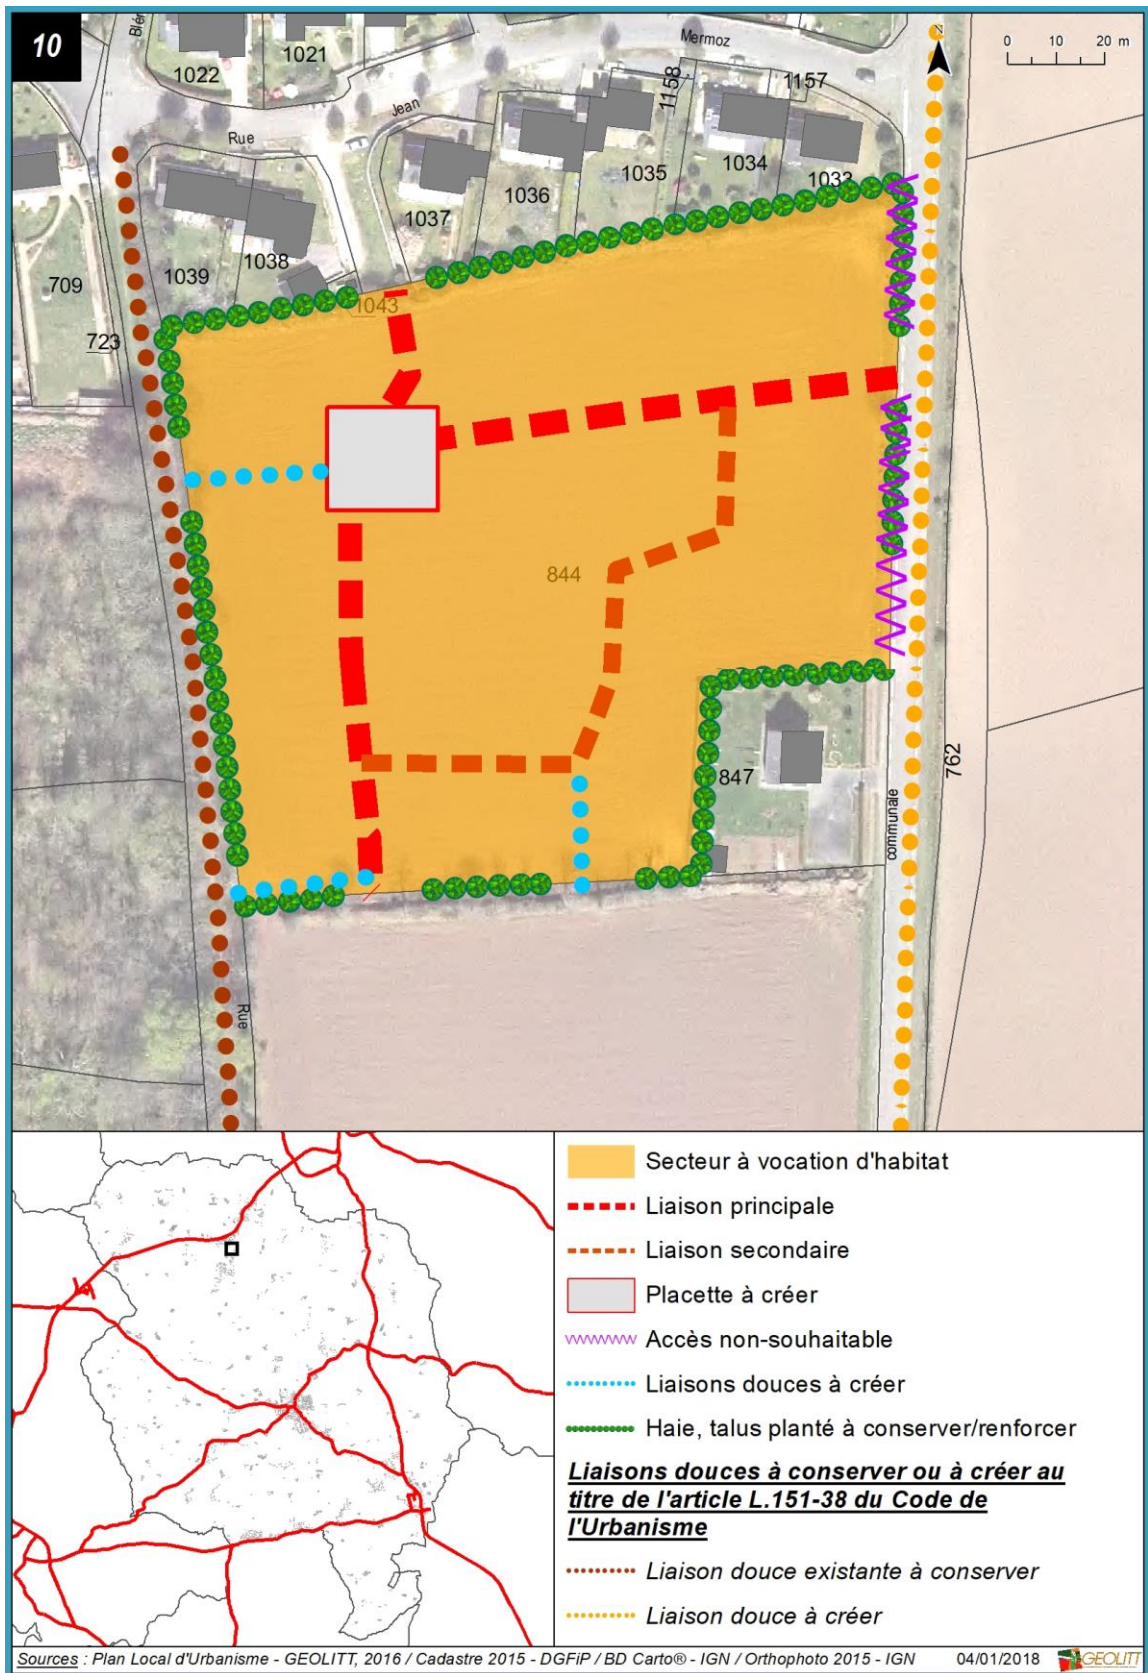 10
Blér
1022
1021
Mermoz
0 10 20 m
N
1158
1157
Jean
Rue
1034
1035
1036
1033
1037
1038
1039
709
1043
723
844
847
762
communale
Rue
Secteur à vocation d'habitat
Liaison principale
Liaison secondaire
Placette à créer
Accès non-souhaitable
Liaisons douces à créer
Haie, talus planté à conserver/renforcer
Liaisons douces à conserver ou à créer au
titre de l'article L.151-38 du Code de
l'Urbanisme
Liaison douce existante à conserver
Liaison douce à créer
Sources : Plan Local d'Urbanisme - GEOLITT, 2016 / Cadastre 2015 - DGFiP / BD Carto® - IGN / Orthophoto 2015 - IGN 04/01/2018 GEOLITT